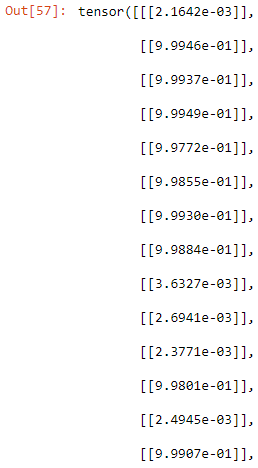 Out[57]: tensor([[[2.1642e-03]],
[[9.9946e-01]],
[[9.9937e-01]],
[[9.9949e-01]],
[[9.9772e-01]],
[[9.9855e-01]],
[[9.9930e-01]],
[[9.9884e-01]],
[[3.6327e-03]],
[[2.6941e-03]],
[[2.3771e-03]],
[[9.9801e-01]],
[[2.4945e-03]],
[[9.9907e-01]],